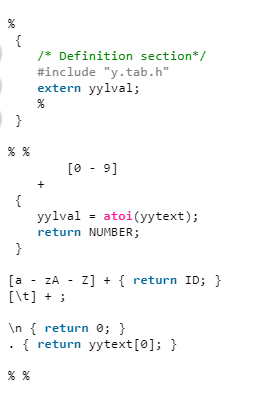 %
{
/* Definition section*/
#include "y.tab.h"
extern yylval;
%
}
% %
[0 - 9]
+
{
yylval = atoi(yytext);
return NUMBER;
}
[a - zA - Z] + { return ID; }
[\t] + ;
\n { return 0; }
. { return yytext[0]; }
% %